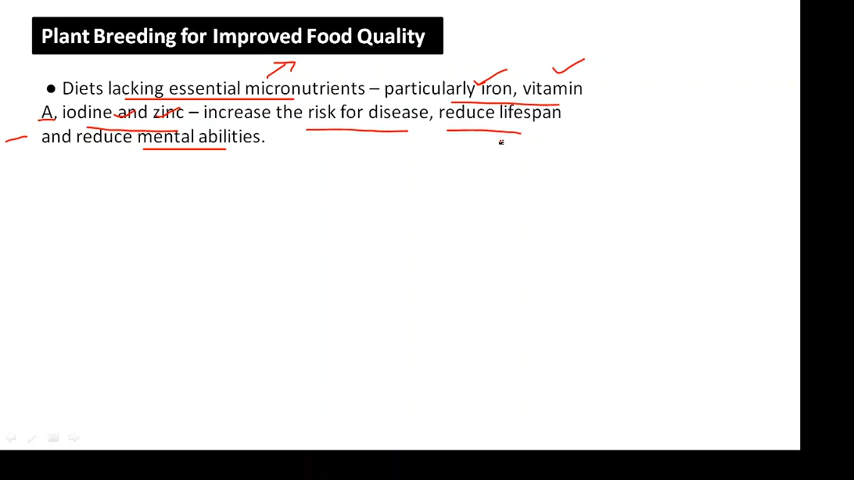 Plant Breeding for Improved Food Quality
● Diets lacking essential micronutrients – particularly iron, vitamin
A, iodine and zinc – increase the risk for disease, reduce lifespan
and reduce mental abilities.